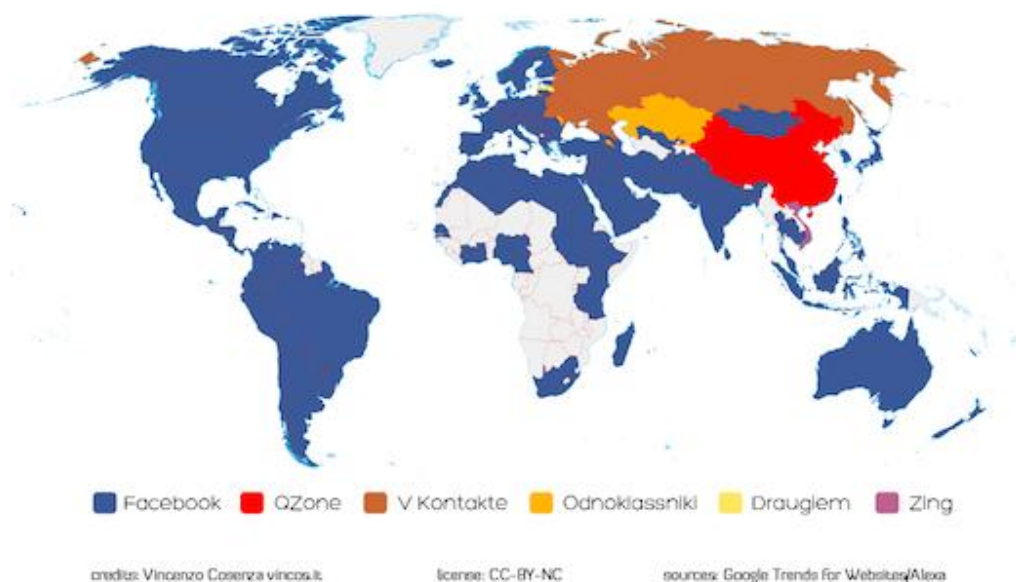 Facebook QZone V Kontakte Odnoklassniki Draugiem Zing
credits: Vincenzo Cosenza vincos.it license: CC-BY-NC sources: Google Trends for Websites/Alexa